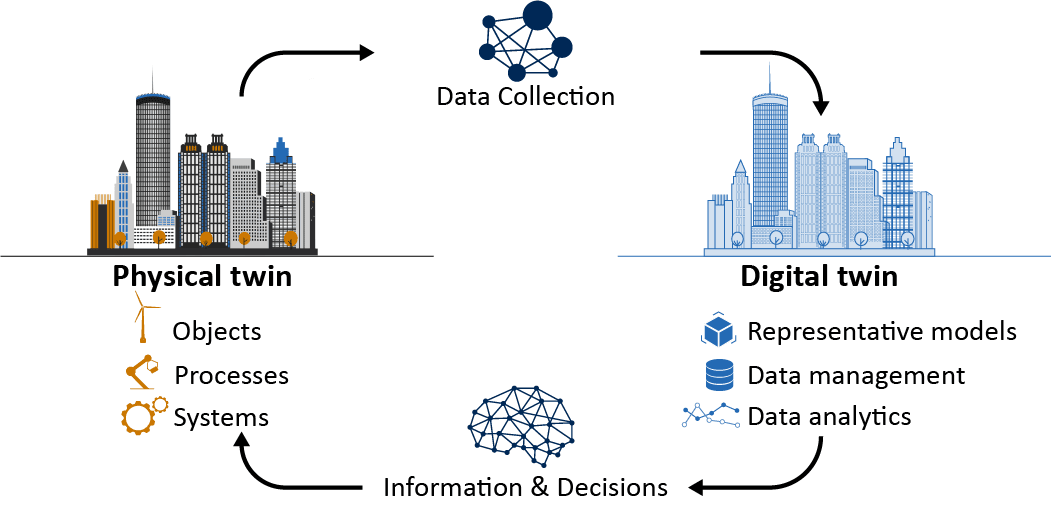 Data Collection
Physical twin
Digital twin
Objects
Processes
Systems
Representative models
Data management
Data analytics
Information & Decisions